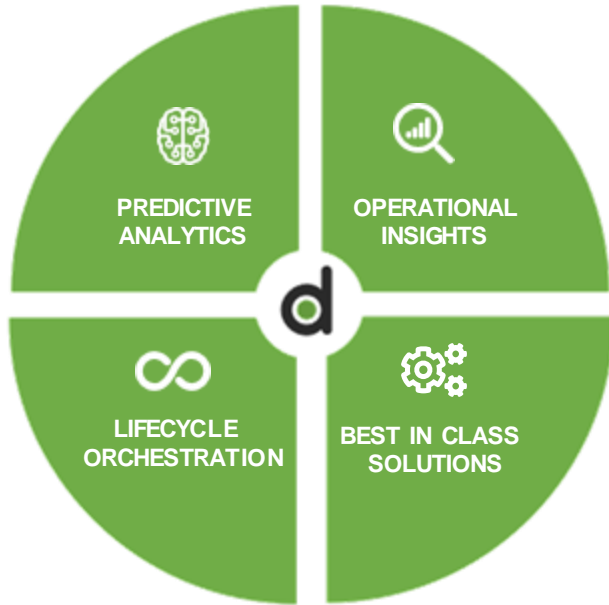 PREDICTIVE
ANALYTICS
OPERATIONAL
INSIGHTS
d
LIFECYCLE
ORCHESTRATION
BEST IN CLASS
SOLUTIONS